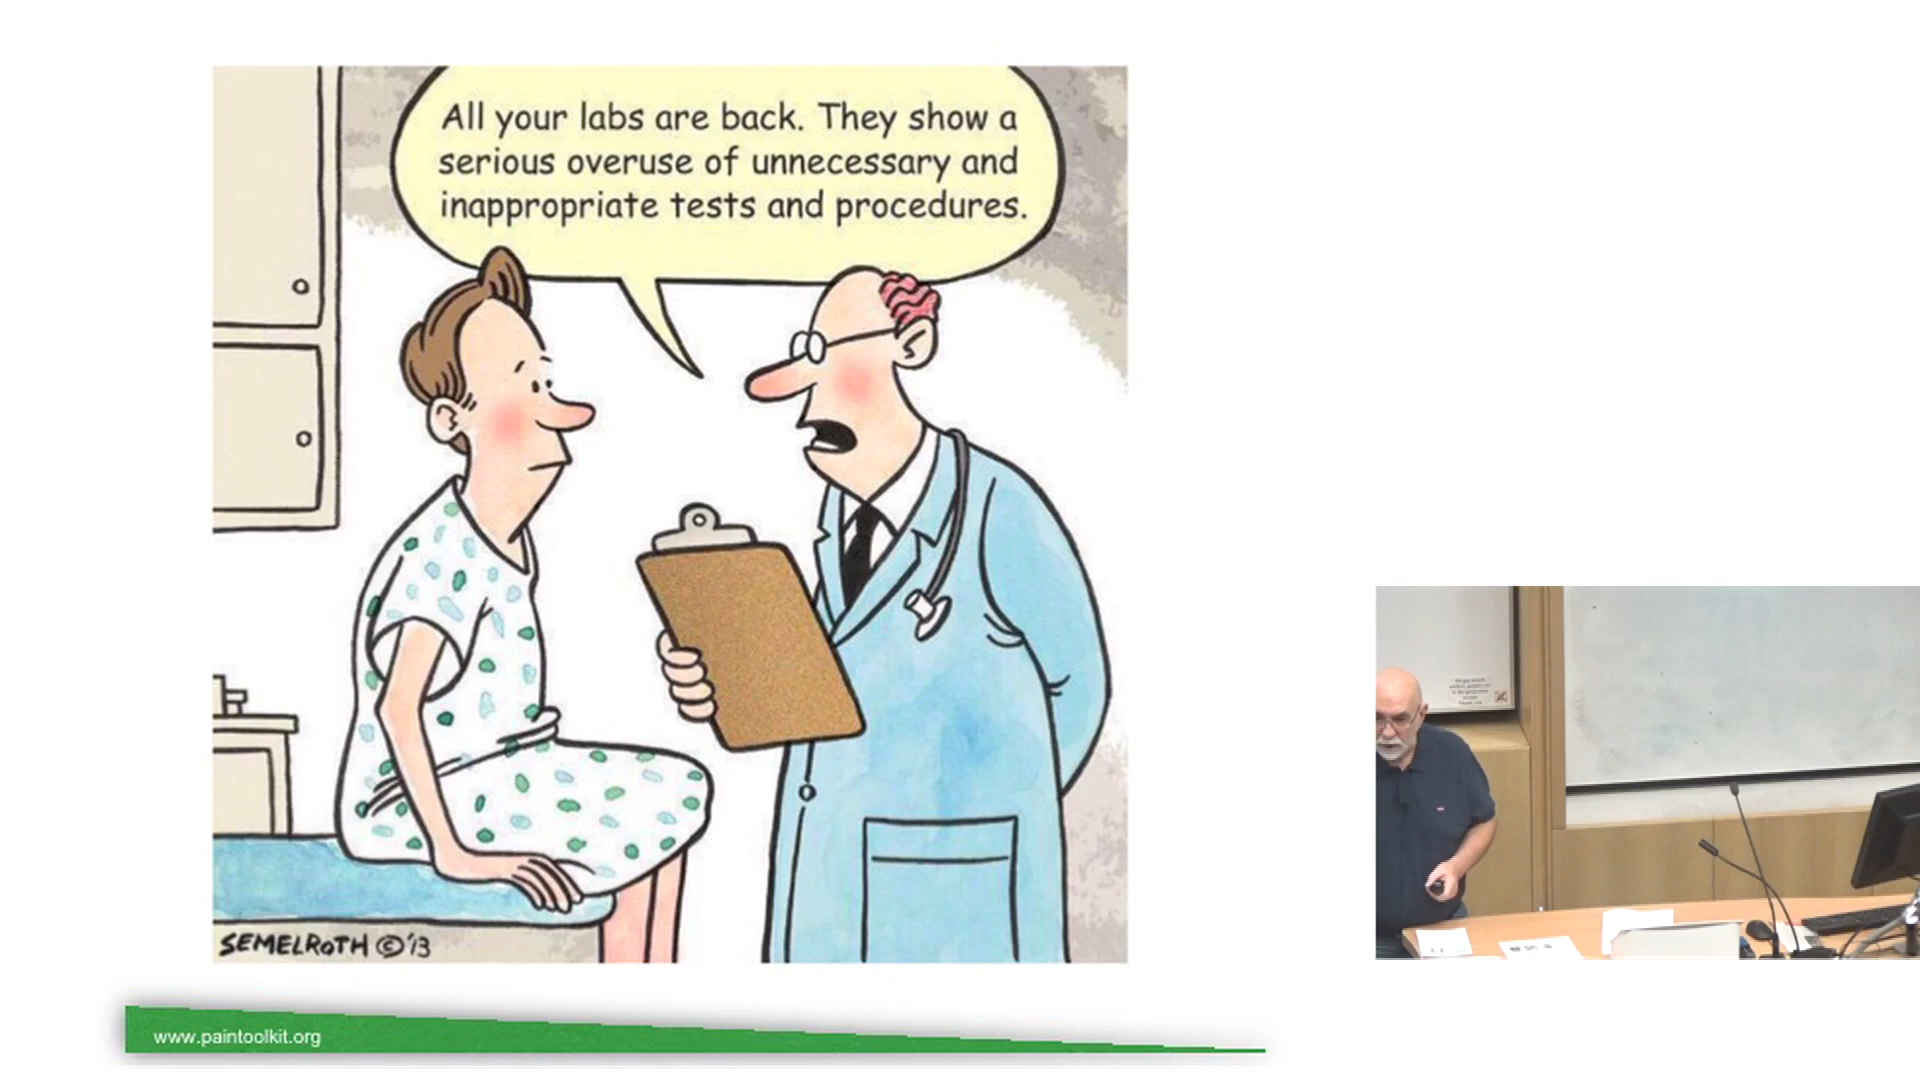 All your labs are back. They show a
serious overuse of unnecessary and
inappropriate tests and procedures.
SEMELROTH ©'13
www.paintoolkit.org